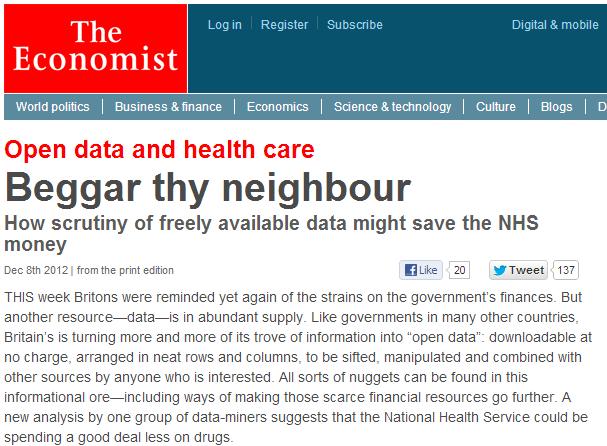 The
Economist
Log in Register Subscribe Digital & mobile
World politics Business & finance Economics Science & technology Culture Blogs D
Open data and health care
Beggar thy neighbour
How scrutiny of freely available data might save the NHS
money
Dec 8th 2012 | from the print edition
Like 20 Tweet 137
THIS week Britons were reminded yet again of the strains on the government's finances. But
another resource—data—is in abundant supply. Like governments in many other countries,
Britain's is turning more and more of its trove of information into “open data”: downloadable at
no charge, arranged in neat rows and columns, to be sifted, manipulated and combined with
other sources by anyone who is interested. All sorts of nuggets can be found in this
informational ore—including ways of making those scarce financial resources go further. A
new analysis by one group of data-miners suggests that the National Health Service could be
spending a good deal less on drugs.